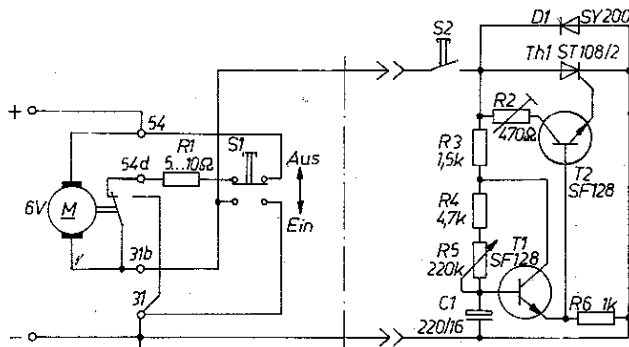 D1 SY200
S2
Th1 ST108/2
+
54
R1
5...10Ω
S1
Aus
Ein
54d
6V
M
31b
31
−
R2
470Ω
R3
1,5k
T2
SF128
R4
4,7k
R5
220k
T1
SF128
C1
220/16
R6 1k